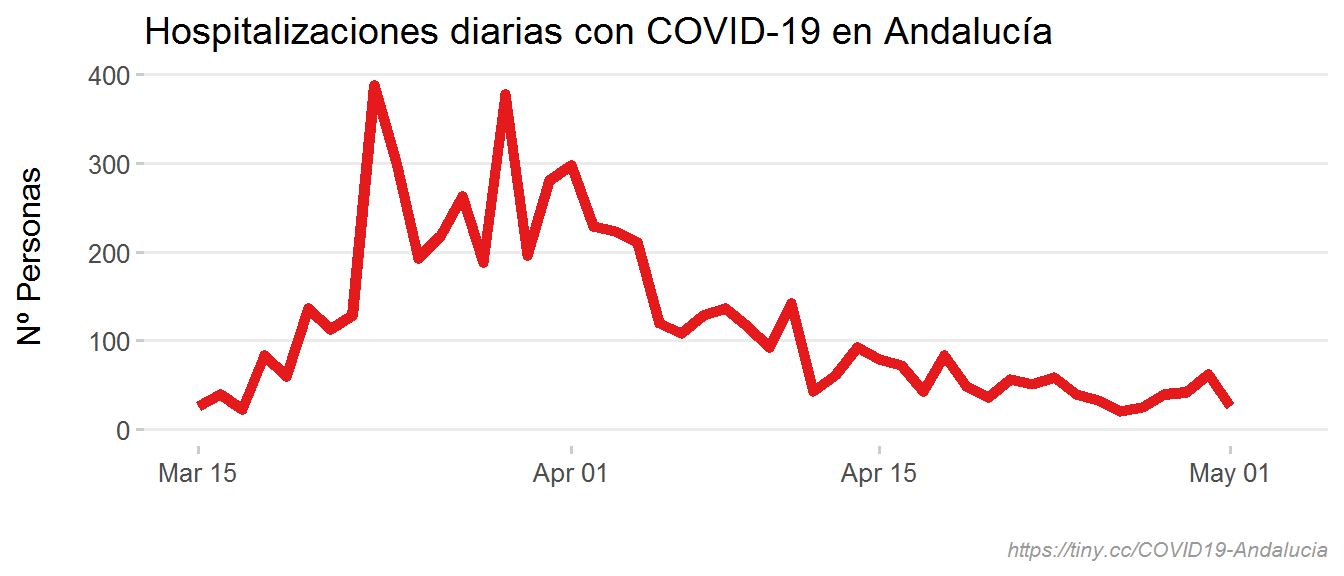 Hospitalizaciones diarias con COVID-19 en Andalucía
Nº Personas
400
300
200
100
0
Mar 15 Apr 01 Apr 15 May 01
https://tiny.cc/COVID19-Andalucia